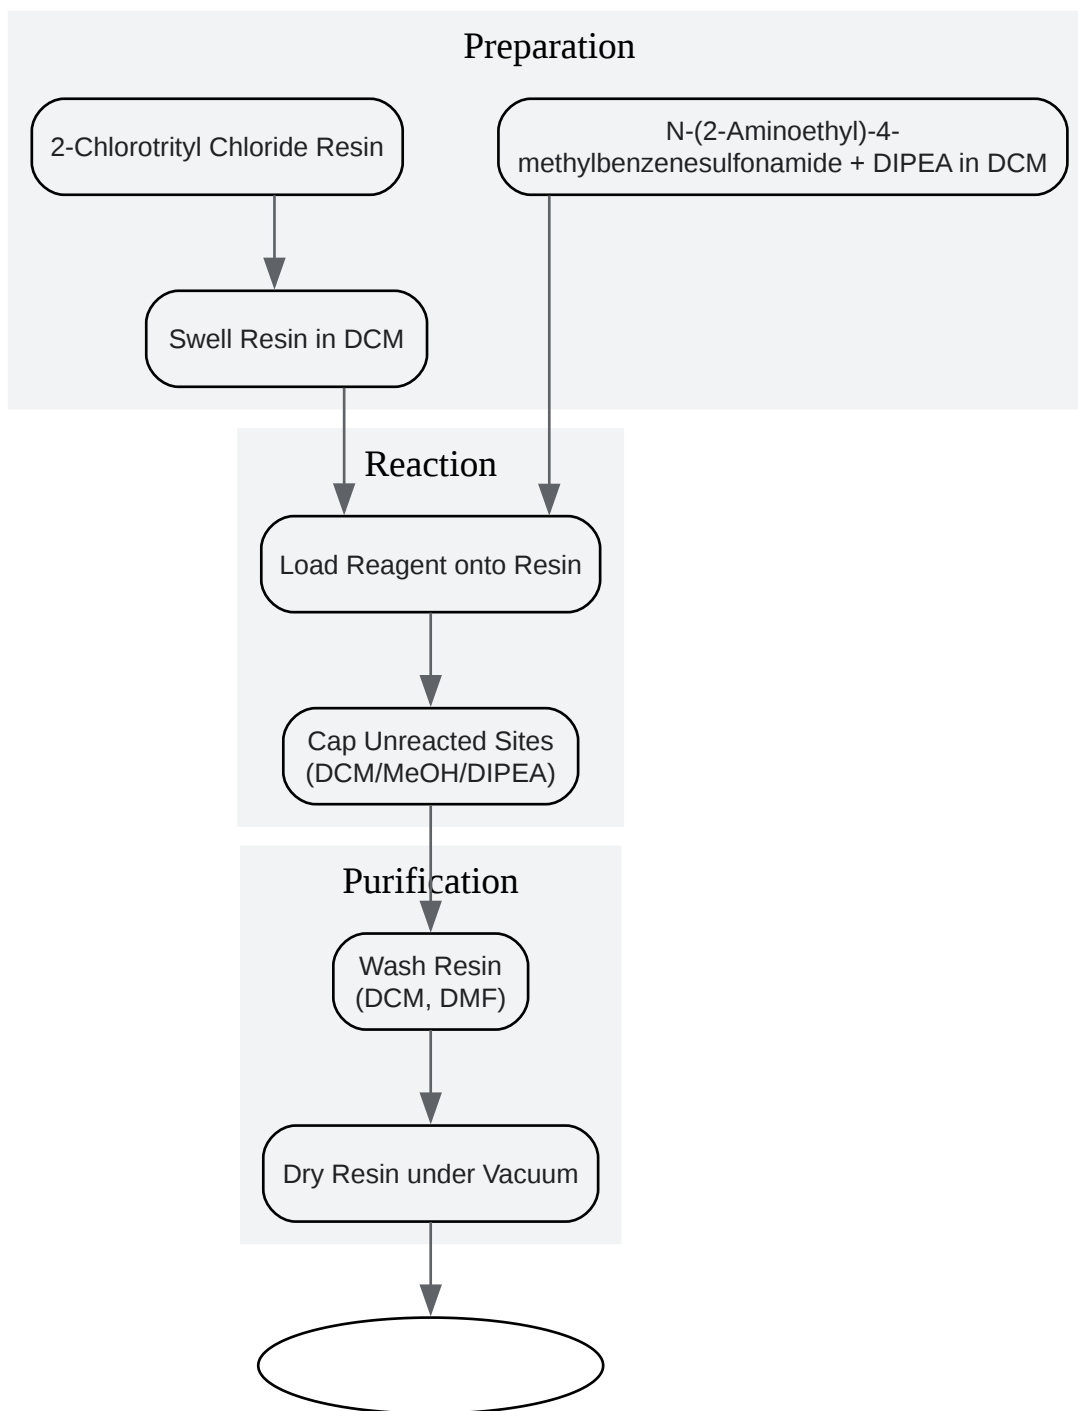 Preparation
2-Chlorotrityl Chloride Resin
N-(2-Aminoethyl)-4-
methylbenzenesulfonamide + DIPEA in DCM
Swell Resin in DCM
Reaction
Load Reagent onto Resin
Cap Unreacted Sites
(DCM/MeOH/DIPEA)
Purification
Wash Resin
(DCM, DMF)
Dry Resin under Vacuum